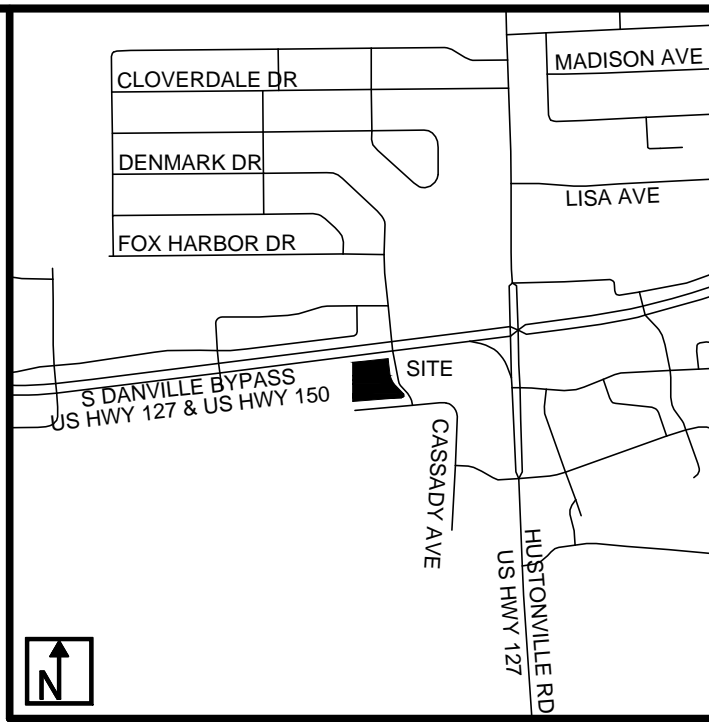 CLOVERDALE DR
MADISON AVE
DENMARK DR
LISA AVE
FOX HARBOR DR
S DANVILLE BYPASS
US HWY 127 & US HWY 150
SITE
CASSADY AVE
HUSTONVILLE RD
US HWY 127
N